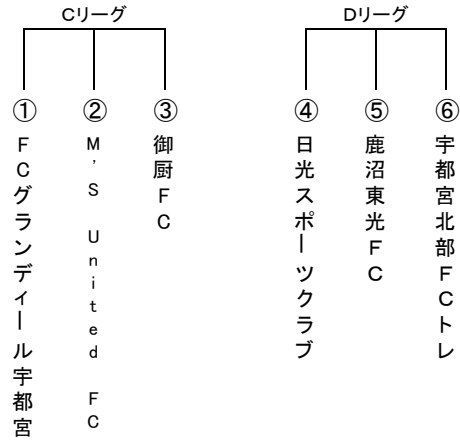 Cリーグ
①
FCグランディール宇都宮
②
M'S United FC
③
御厨FC
Dリーグ
④
日光スポーツクラブ
⑤
鹿沼東光FC
⑥
宇都宮北部FCトレ